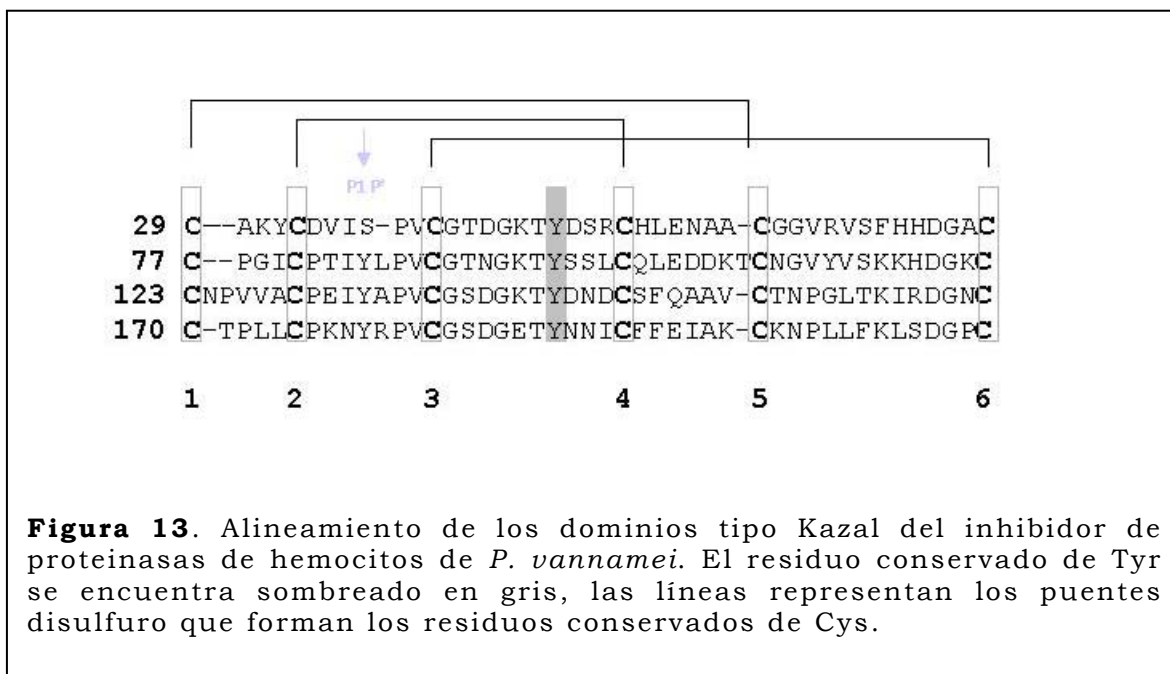 P1 P'
29 C--AKYCDVIS-PVCGTDGKTYDSRCHLENAA-CGGVRVSFHHDGAC
77 C--PGICPTIYLPVCGTNGKTYSSLCQLEDDKTCNGVYVSKKHDGKC
123 CNPVVACPEIYAPVCGSDGKTYDNDCSFQAAV-CTNPGLTKIRDGNC
170 C-TPLLCPKNYRPVCGSDGETYNNICFFEIAK-CKNPLLFKLSDGPC
1 2 3 4 5 6
Figura 13. Alineamiento de los dominios tipo Kazal del inhibidor de
proteinasas de hemocitos de P. vannamei. El residuo conservado de Tyr
se encuentra sombreado en gris, las líneas representan los puentes
disulfuro que forman los residuos conservados de Cys.